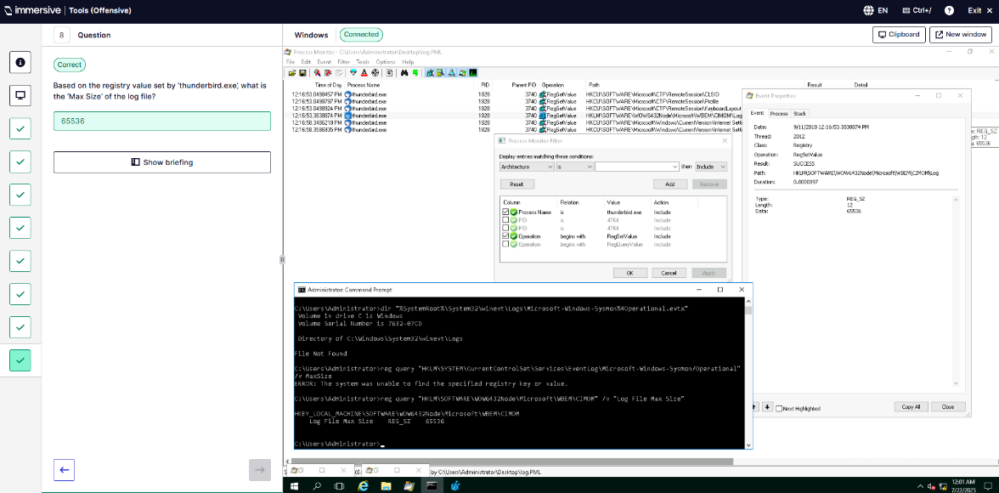 immersive | Tools (Offensive)
EN
Ctrl+/
Exit
8 Question
Windows
Connected
Clipboard
New window
Correct
Based on the registry value set by 'thunderbird.exe', what is
the 'Max Size' of the log file?
65536
Show briefing
Process Monitor - C:\Users\Administrator\Desktop\log.PML
File Edit Event Filter Tools Options Help
Time of Day Process Name PID Parent PID Operation Path Result Detail
12:16:53.0498457 PM thunderbird.exe 1828 3740 RegSetValue HKCU\SOFTWARE\Microsoft\CTF\RemoteSession\CLSID
12:16:53.0498797 PM thunderbird.exe 1828 3740 RegSetValue HKCU\SOFTWARE\Microsoft\CTF\RemoteSession\Profile
12:16:53.0498924 PM thunderbird.exe 1828 3740 RegSetValue HKCU\SOFTWARE\Microsoft\CTF\RemoteSession\KeyboardLayout
12:16:53.3838874 PM thunderbird.exe 1828 3740 RegSetValue HKLM\SOFTWARE\WOW6432Node\Microsoft\WBEM\CIMOM\Log
12:16:58.3486218 PM thunderbird.exe 1828 3740 RegSetValue HKCU\SOFTWARE\Microsoft\Windows\CurrentVersion\Internet Setti
12:16:58.3586935 PM thunderbird.exe 1828 3740 RegSetValue HKCU\SOFTWARE\Microsoft\Windows\CurrentVersion\Internet Setti
Process Monitor Filter
Display entries matching these conditions:
Architecture is then Include
Reset Add Remove
Column Relation Value Action
Process Name is thunderbird.exe Include
PID is 4764 Include
PID is 4764 Include
Operation begins with RegSetValue Include
Operation begins with RegQueryValue Include
OK Cancel Apply
Event Properties
Event Process Stack
Date: 9/11/2018 12:16:53.3838874 PM
Thread: 2012
Class: Registry
Operation: RegSetValue
Result: SUCCESS
Path: HKLM\SOFTWARE\WOW6432Node\Microsoft\WBEM\CIMOM\Log
Duration: 0.0000397
Type: REG_SZ
Length: 12
Data: 65536
Next Highlighted Copy All Close
e: REG_SZ
gth: 12
a: 65536
Administrator: Command Prompt
C:\Users\Administrator>dir "%SystemRoot%\System32\winevt\Logs\Microsoft-Windows-Sysmon%4Operational.evtx"
Volume in drive C is Windows
Volume Serial Number is 7632-07CD
Directory of C:\Windows\System32\winevt\Logs
File Not Found
C:\Users\Administrator>reg query "HKLM\SYSTEM\CurrentControlSet\Services\EventLog\Microsoft-Windows-Sysmon/Operational"
/v MaxSize
ERROR: The system was unable to find the specified registry key or value.
C:\Users\Administrator>reg query "HKLM\SOFTWARE\WOW6432Node\Microsoft\WBEM\CIMOM" /v "Log File Max Size"
HKEY_LOCAL_MACHINE\SOFTWARE\WOW6432Node\Microsoft\WBEM\CIMOM
Log File Max Size REG_SZ 65536
C:\Users\Administrator>
by C:\Users\Administrator\Desktop\log.PML
12:01 AM
7/22/2025